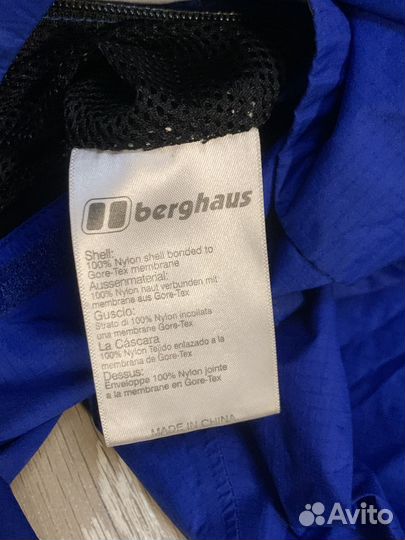 berghaus
Shell:
100% Nylon shell bonded to
Gore-Tex membrane
Aussenmaterial:
100% Nylon haut verbunden mit
membrane aus Gore-Tex
Guscio:
Strato di 100% Nylon incollata
una membrane Gore-Tex
La Cáscara
100% Nylon Tejido enlazado a la
membrana de Gore-Tex
Dessus:
Enveloppe 100% Nylon jointe
a la membrane en Gore-Tex
MADE IN CHINA
Avito